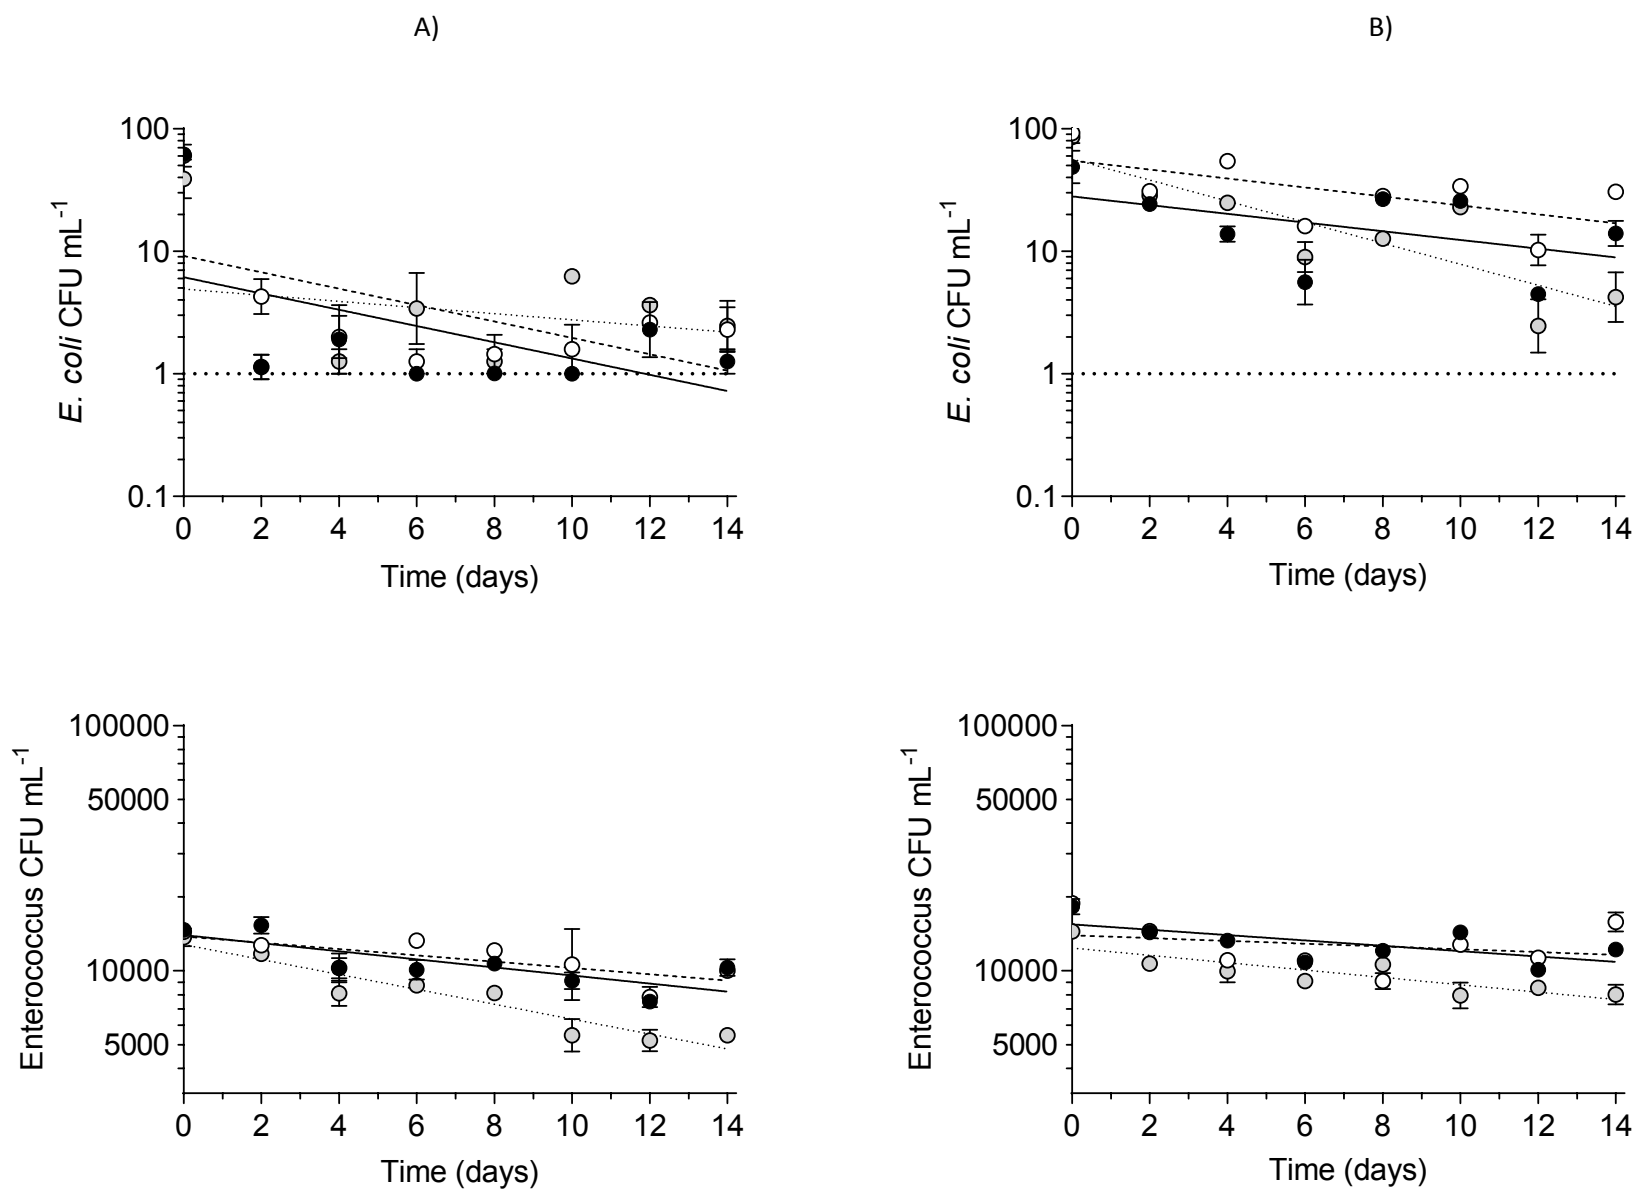 A)
B)
100
10
1
0.1
E. coli CFU mL-1
0 2 4 6 8 10 12 14
Time (days)
100
10
1
0.1
E. coli CFU mL-1
0 2 4 6 8 10 12 14
Time (days)
100000
50000
10000
5000
Enterococcus CFU mL-1
0 2 4 6 8 10 12 14
Time (days)
100000
50000
10000
5000
Enterococcus CFU mL-1
0 2 4 6 8 10 12 14
Time (days)